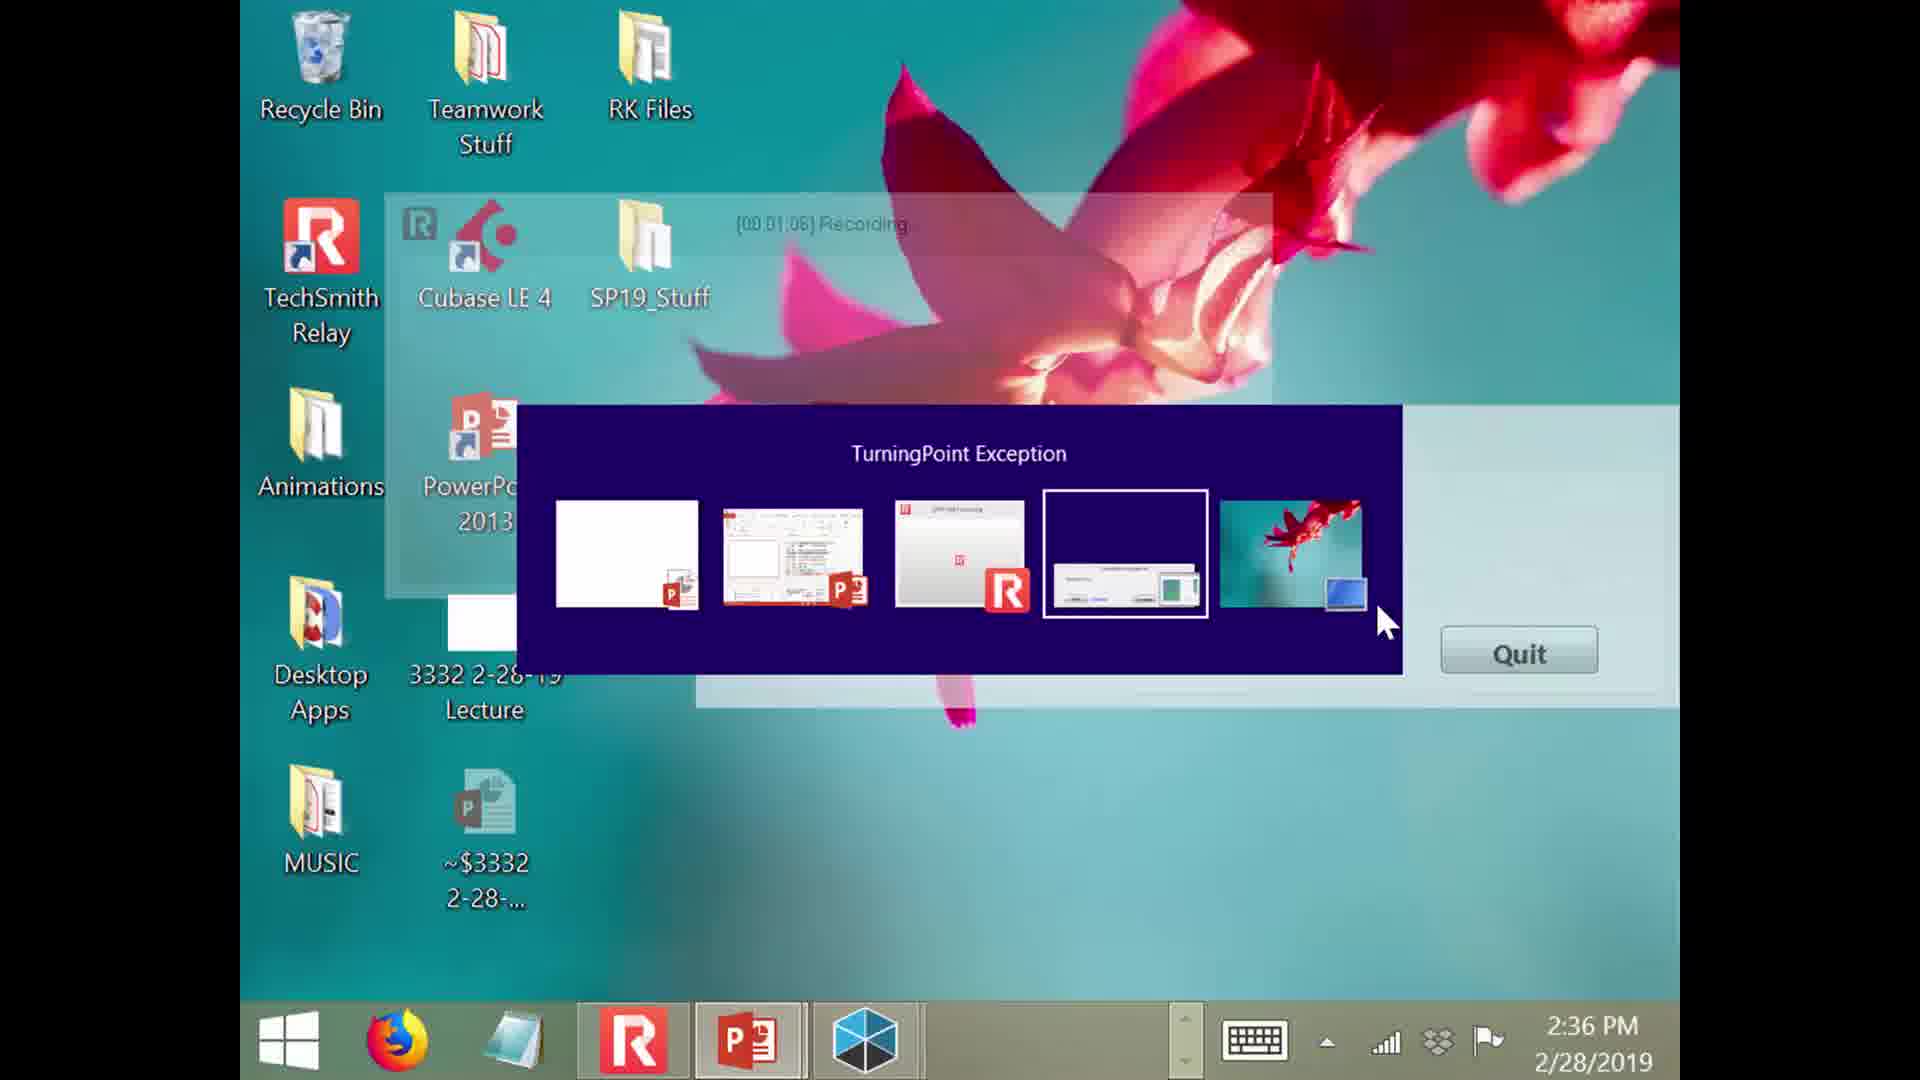 Recycle Bin
Teamwork
Stuff
RK Files
[00:01:06] Recording...
TechSmith
Relay
Cubase LE 4
SP19_Stuff
Animations
PowerPo
2013
TurningPoint Exception
Quit
Desktop
Apps
3332 2-28-19
Lecture
MUSIC
~$3332
2-28-...
2:36 PM
2/28/2019